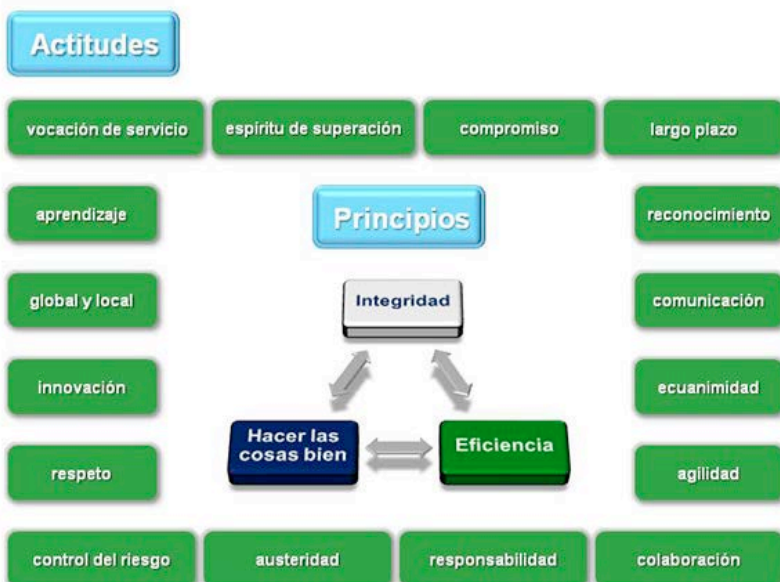 Actitudes
vocación de servicio
espíritu de superación
compromiso
largo plazo
aprendizaje
Principios
reconocimiento
global y local
Integridad
comunicación
innovación
ecuanimidad
Hacer las
cosas bien
Eficiencia
respeto
agilidad
control del riesgo
austeridad
responsabilidad
colaboración